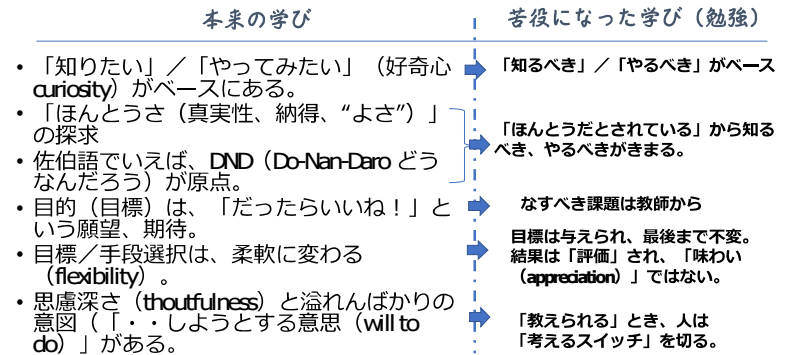 本来の学び
苦役になった学び（勉強）
• 「知りたい」／「やってみたい」（好奇心
curiosity）がベースにある。
• 「ほんとうさ（真実性、納得、“よさ”）」
の探求
• 佐伯語でいえば、DND（Do-Nan-Daro どう
なんだろう）が原点。
• 目的（目標）は、「だったらいいね！」と
いう願望、期待。
• 目標／手段選択は、柔軟に変わる
（flexibility）。
• 思慮深さ（thoutfulness）と溢れんばかりの
意図（「・・しようとする意思（will to
do）」がある。
「知るべき」／「やるべき」がベース
「ほんとうだとされている」から知る
べき、やるべきがきまる。
なすべき課題は教師から
目標は与えられ、最後まで不変。
結果は「評価」され、「味わい
（appreciation）」ではない。
「教えられる」とき、人は
「考えるスイッチ」を切る。